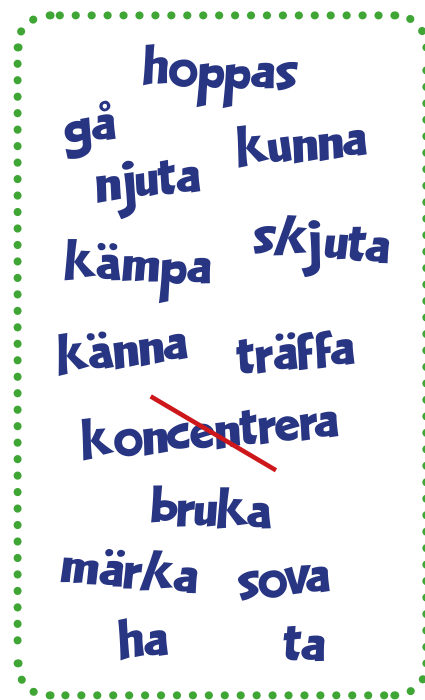 hoppas
gå
kunna
njuta
skjuta
kämpa
känna
träffa
koncentrera
bruka
märka
sova
ha
ta